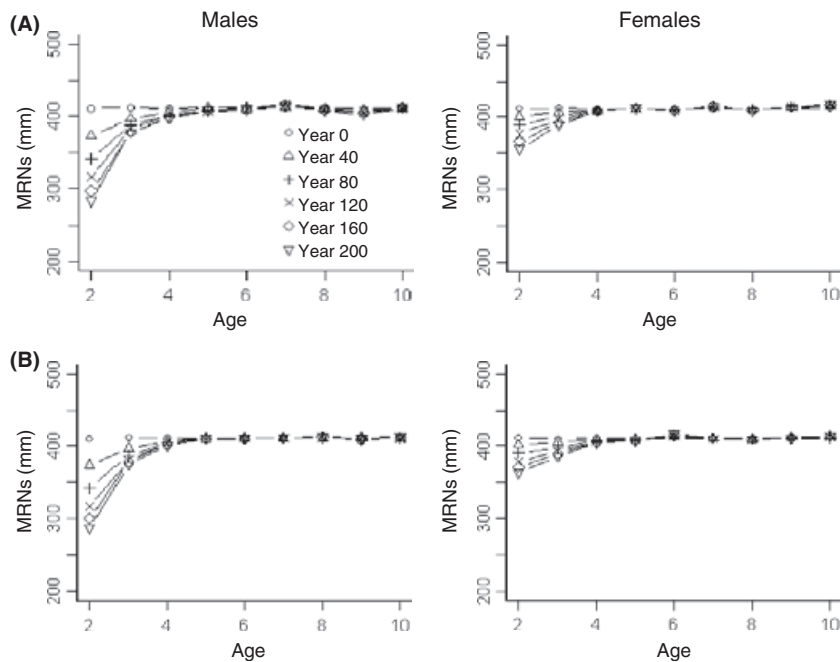 (A)
Males
Females
MRNs (mm)
500
400
300
200
Year 0
Year 40
Year 80
Year 120
Year 160
Year 200
2 4 6 8 10
Age
MRNs (mm)
500
400
300
200
2 4 6 8 10
Age
(B)
MRNs (mm)
500
400
300
200
2 4 6 8 10
Age
MRNs (mm)
500
400
300
200
2 4 6 8 10
Age